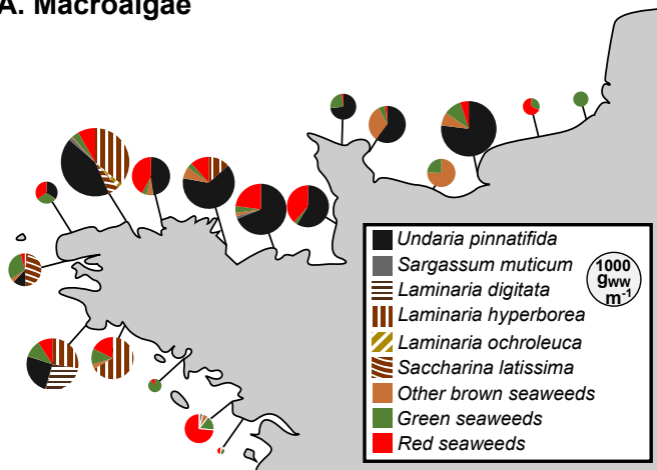 A. Macroalgae
Undaria pinnatifida
Sargassum muticum
Laminaria digitata
Laminaria hyperborea
Laminaria ochroleuca
Saccharina latissima
Other brown seaweeds
Green seaweeds
Red seaweeds
1000
gww
m-1